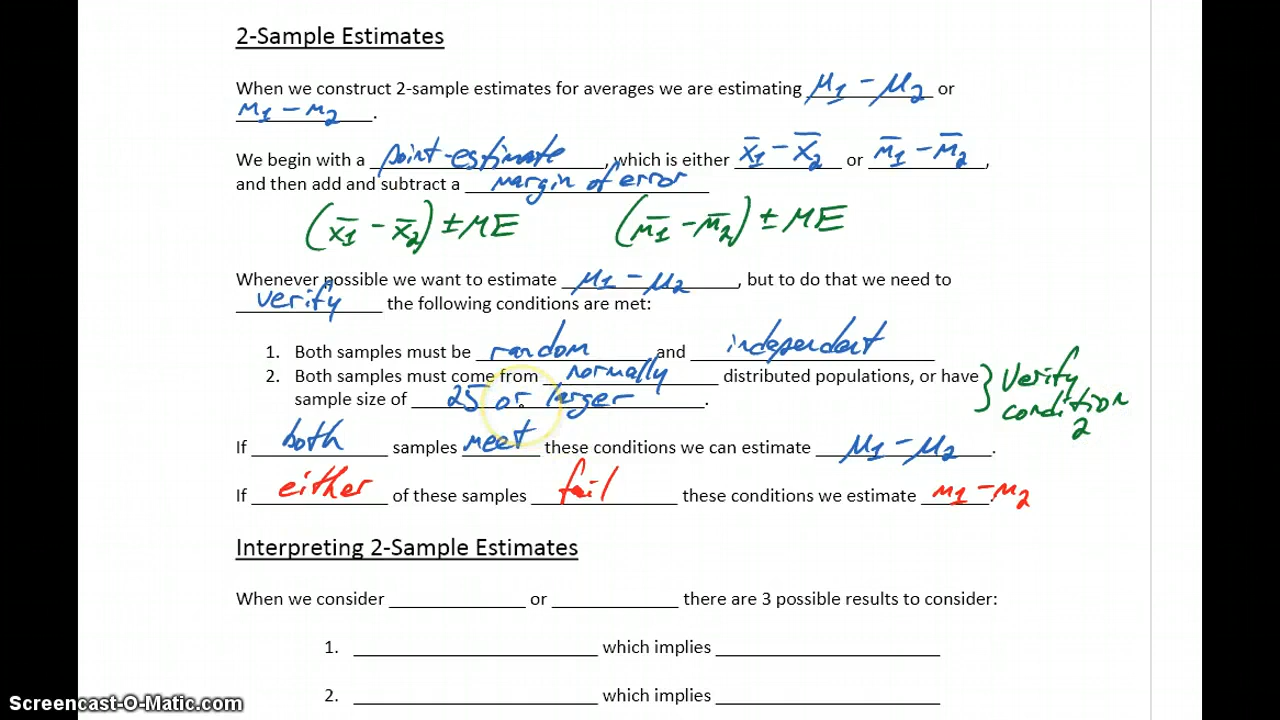 2-Sample Estimates
When we construct 2-sample estimates for averages we are estimating μ₁ − μ₂ or
m₁ − m₂.
We begin with a point-estimate, which is either x̄₁ − x̄₂ or m̄₁ − m̄₂,
and then add and subtract a margin of error
(x̄₁ − x̄₂) ± ME (m̄₁ − m̄₂) ± ME
Whenever possible we want to estimate μ₁ − μ₂, but to do that we need to
verify the following conditions are met:
1. Both samples must be random and independent
2. Both samples must come from normally distributed populations, or have
sample size of 25 or larger.
} Verify
condition
2
If both samples meet these conditions we can estimate μ₁ − μ₂.
If either of these samples fail these conditions we estimate m₁ − m₂.
Interpreting 2-Sample Estimates
When we consider ____________ or ____________ there are 3 possible results to consider:
1. ____________ which implies ____________
2. ____________ which implies ____________
Screencast-O-Matic.com